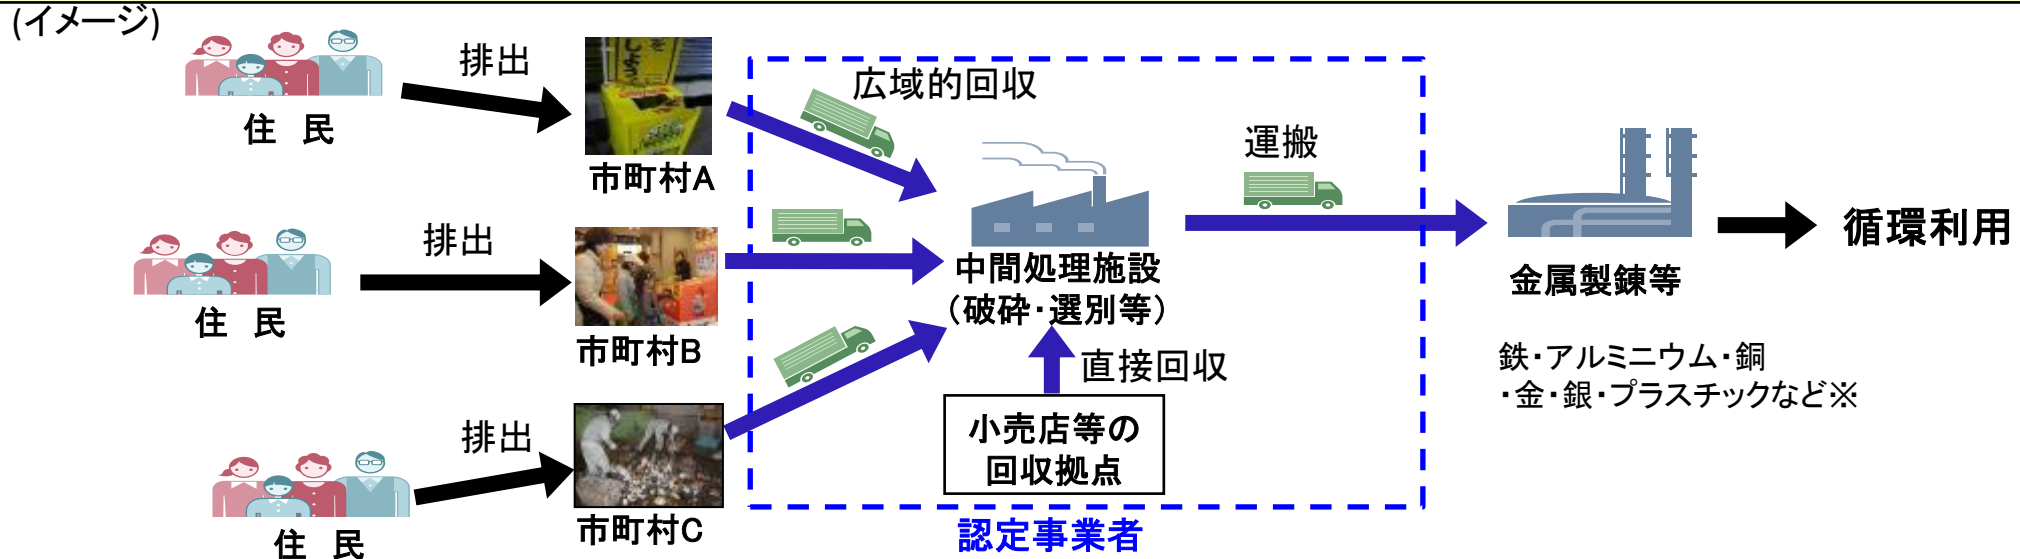 (イメージ)
排出
住 民
市町村A
広域的回収
運搬
排出
住 民
市町村B
中間処理施設
(破砕・選別等)
金属製錬等
循環利用
直接回収
鉄・アルミニウム・銅
・金・銀・プラスチックなど※
小売店等の
回収拠点
排出
住 民
市町村C
認定事業者